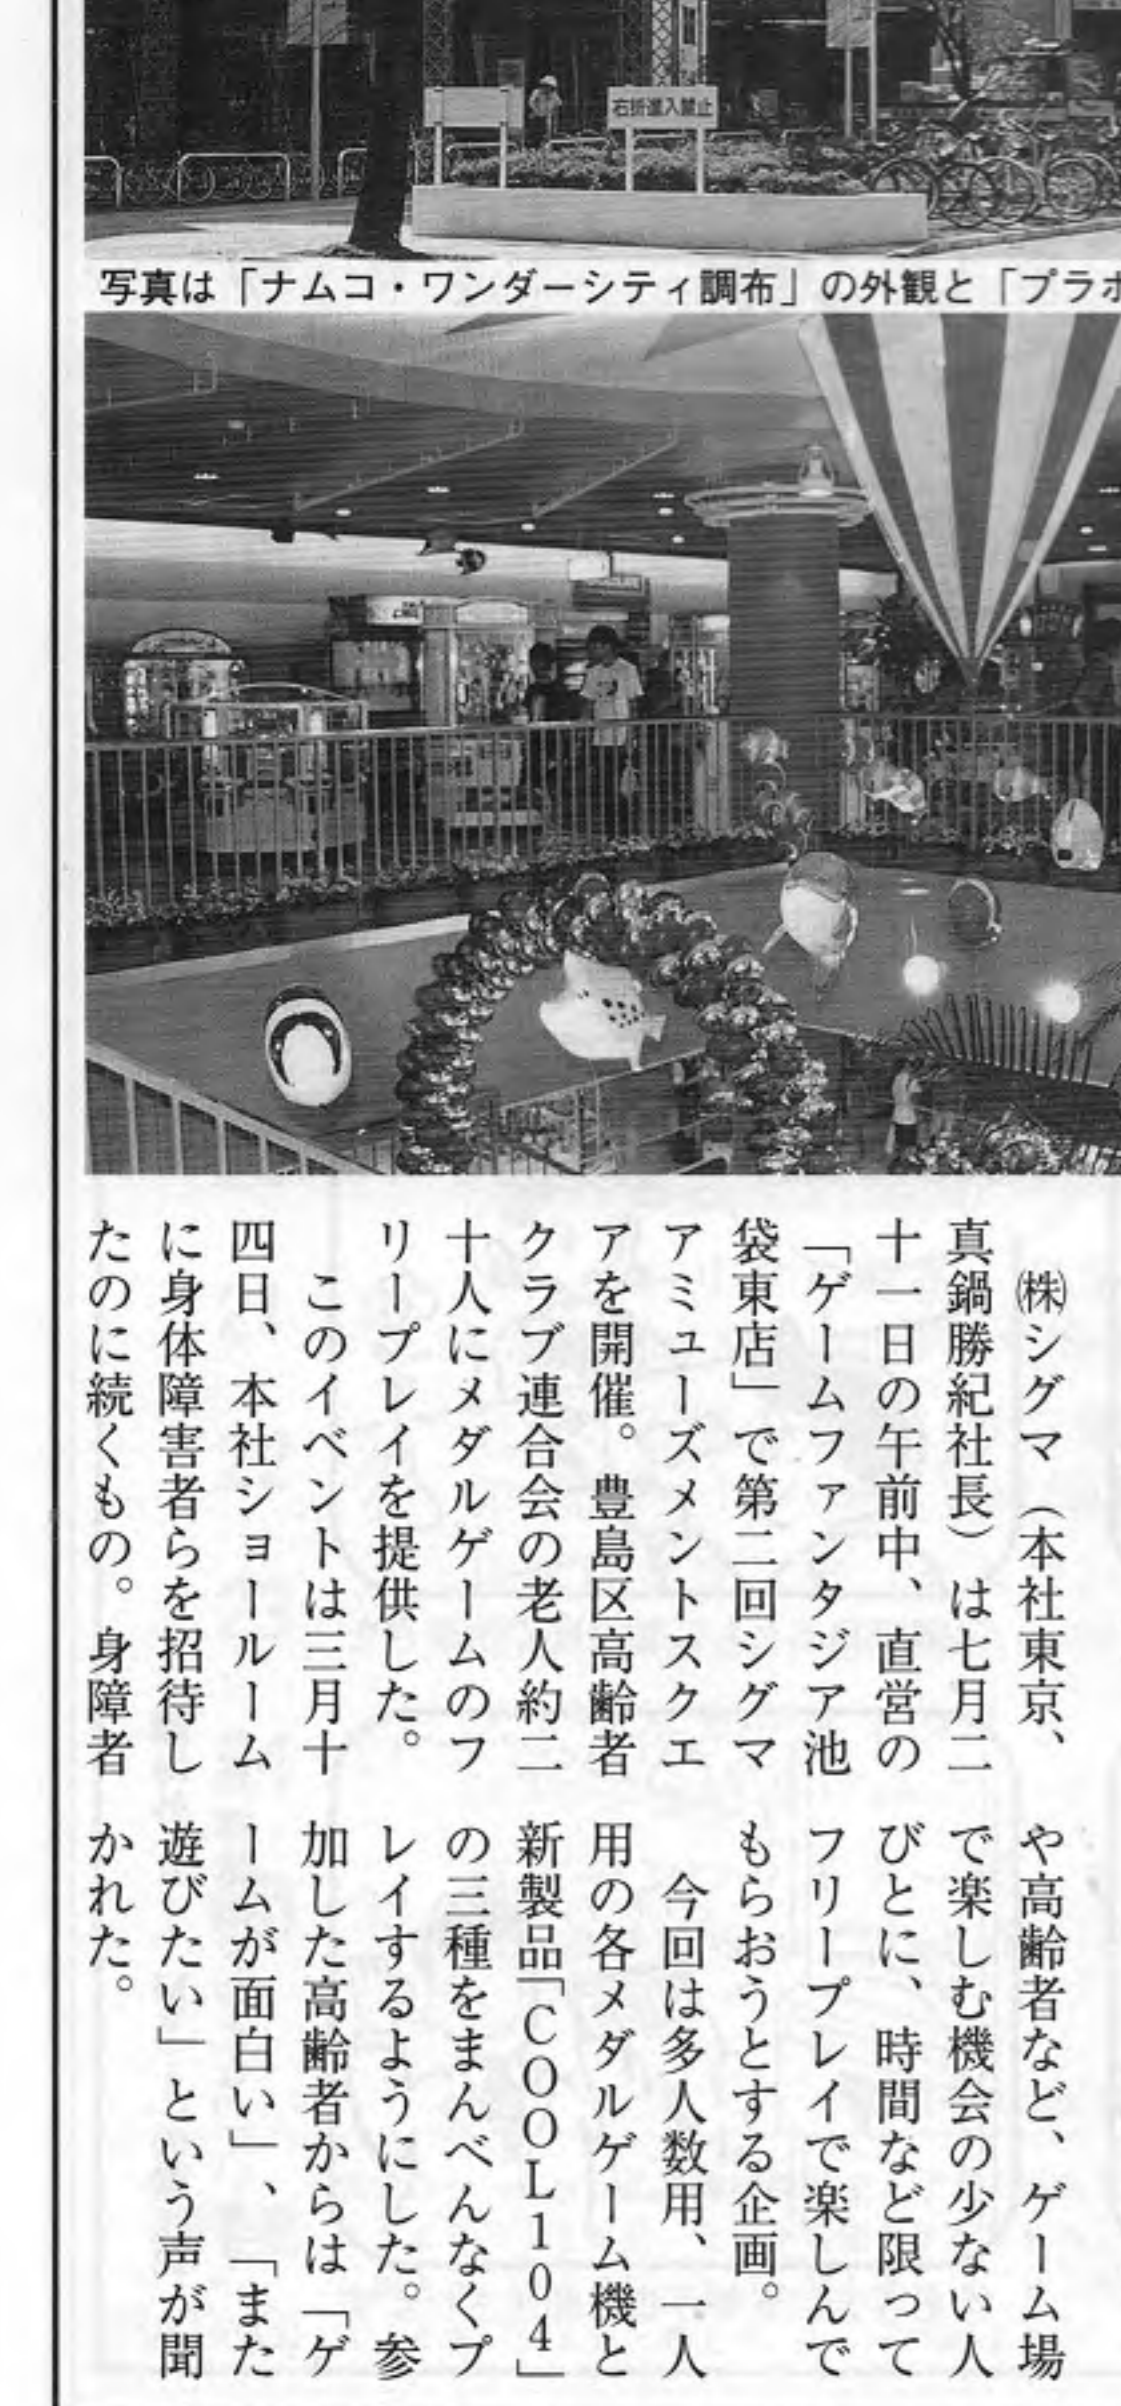 右折進入禁止
写真は「ナムコ・ワンダーシティ調布」の外観と「プラボ
㈱シグマ（本社東京、
真鍋勝紀社長）は七月二
十一日の午前中、直営の
「ゲームファンタジア池
袋東店」で第二回シグマ
アミューズメントスクエ
アを開催。豊島区高齢者
クラブ連合会の老人約二
十人にメダルゲームのフ
リープレイを提供した。
このイベントは三月十
四日、本社ショールーム
に身体障害者らを招待し
たのに続くもの。身障者
や高齢者など、ゲーム場
で楽しむ機会の少ない人
びとに、時間など限って
フリープレイで楽しんで
もらおうとする企画。
今回は多人数用、一人
用の各メダルゲーム機と
新製品「COOL104」
の三種をまんべんなくプ
レイするようにした。参
加した高齢者からは「ゲ
ームが面白い」、「また
遊びたい」という声が聞
かれた。